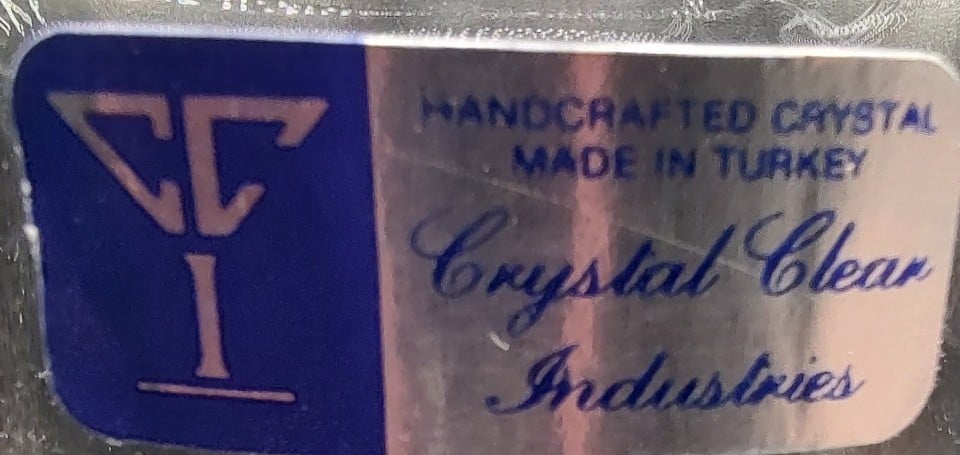 CCI
HANDCRAFTED CRYSTAL
MADE IN TURKEY
Crystal Clear
Industries